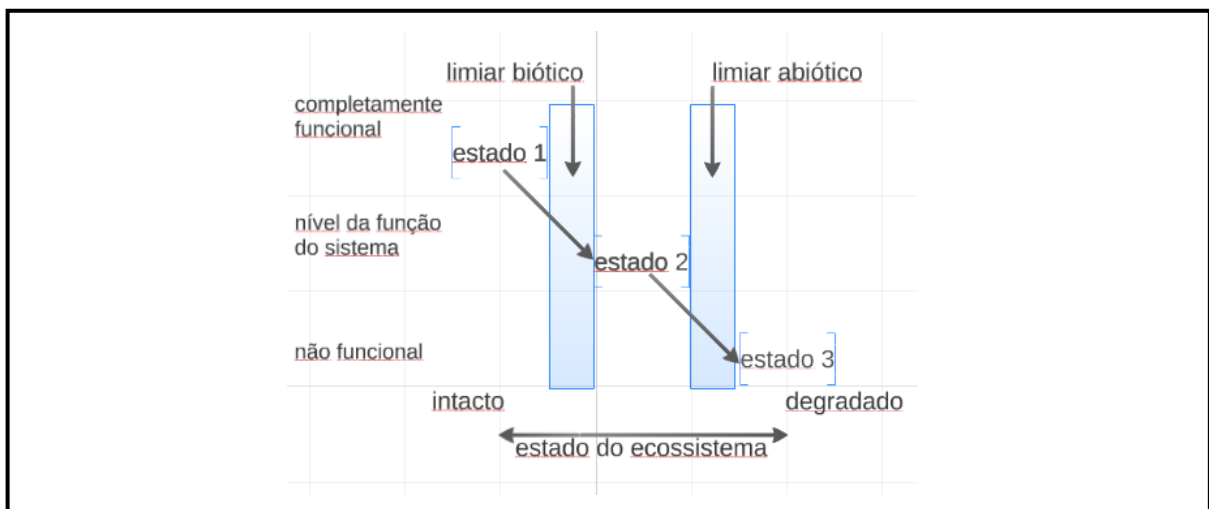 limiar biótico
limiar abiótico
completamente
funcional
estado 1
nível da função
do sistema
estado 2
não funcional
estado 3
intacto
degradado
estado do ecossistema